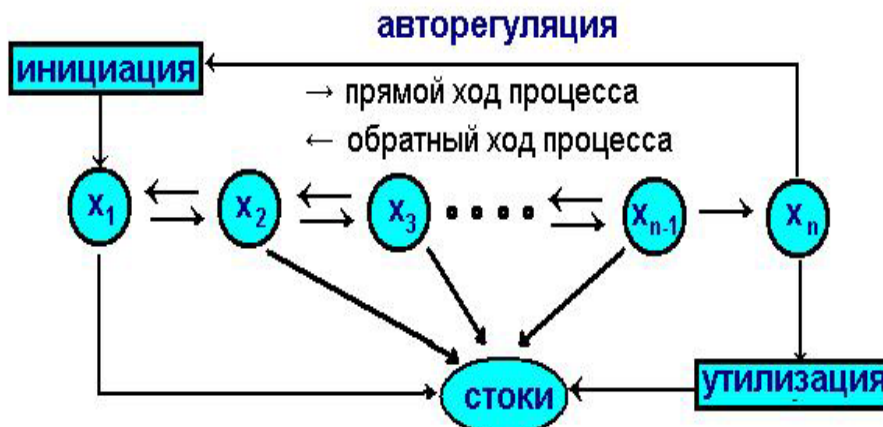 авторегуляция
инициация
→ прямой ход процесса
← обратный ход процесса
x1 x2 x3 xn-1 xn
стоки
утилизация